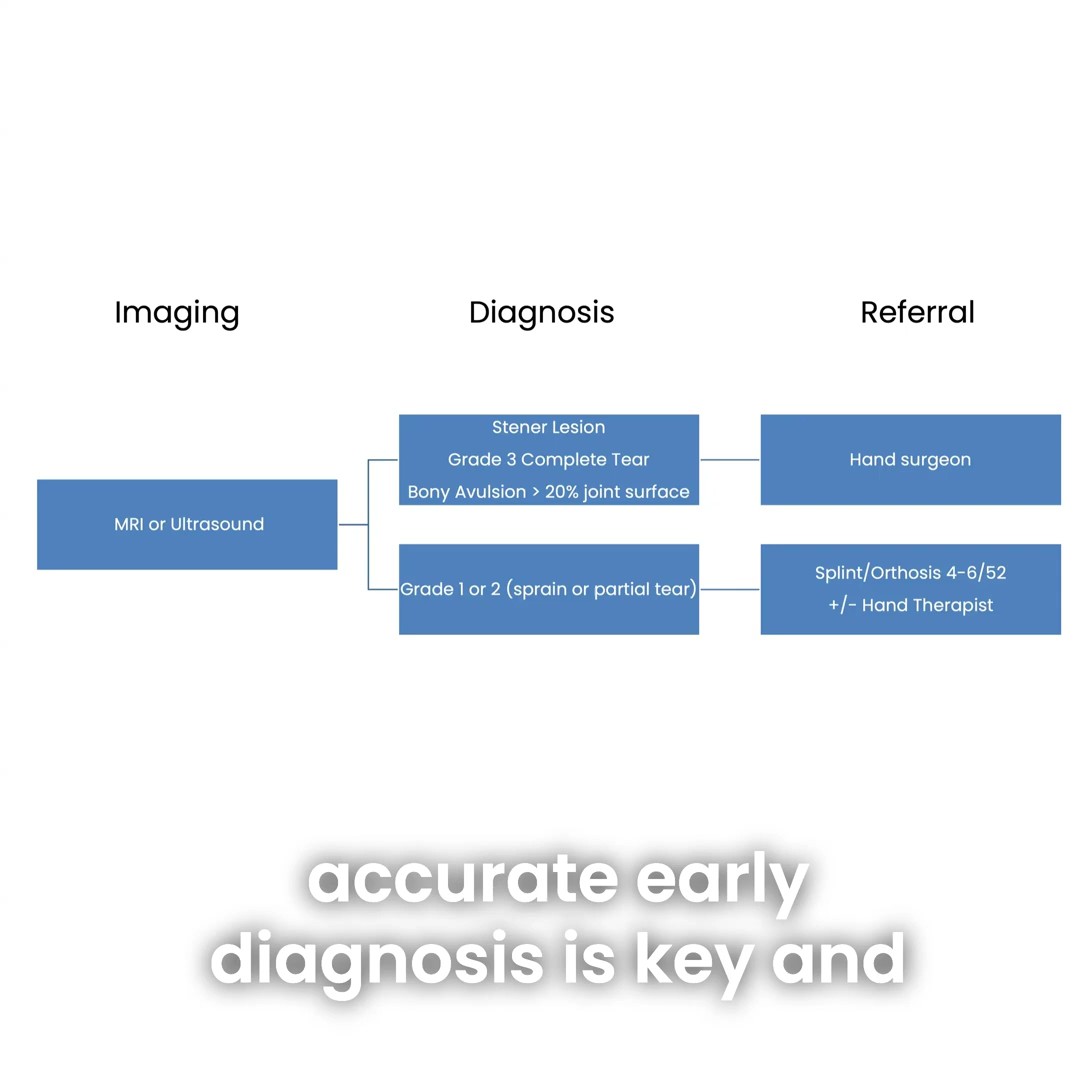 Imaging
Diagnosis
Referral
MRI or Ultrasound
Stener Lesion
Grade 3 Complete Tear
Bony Avulsion > 20% joint surface
Hand surgeon
Grade 1 or 2 (sprain or partial tear)
Splint/Orthosis 4-6/52
+/- Hand Therapist
accurate early
diagnosis is key and